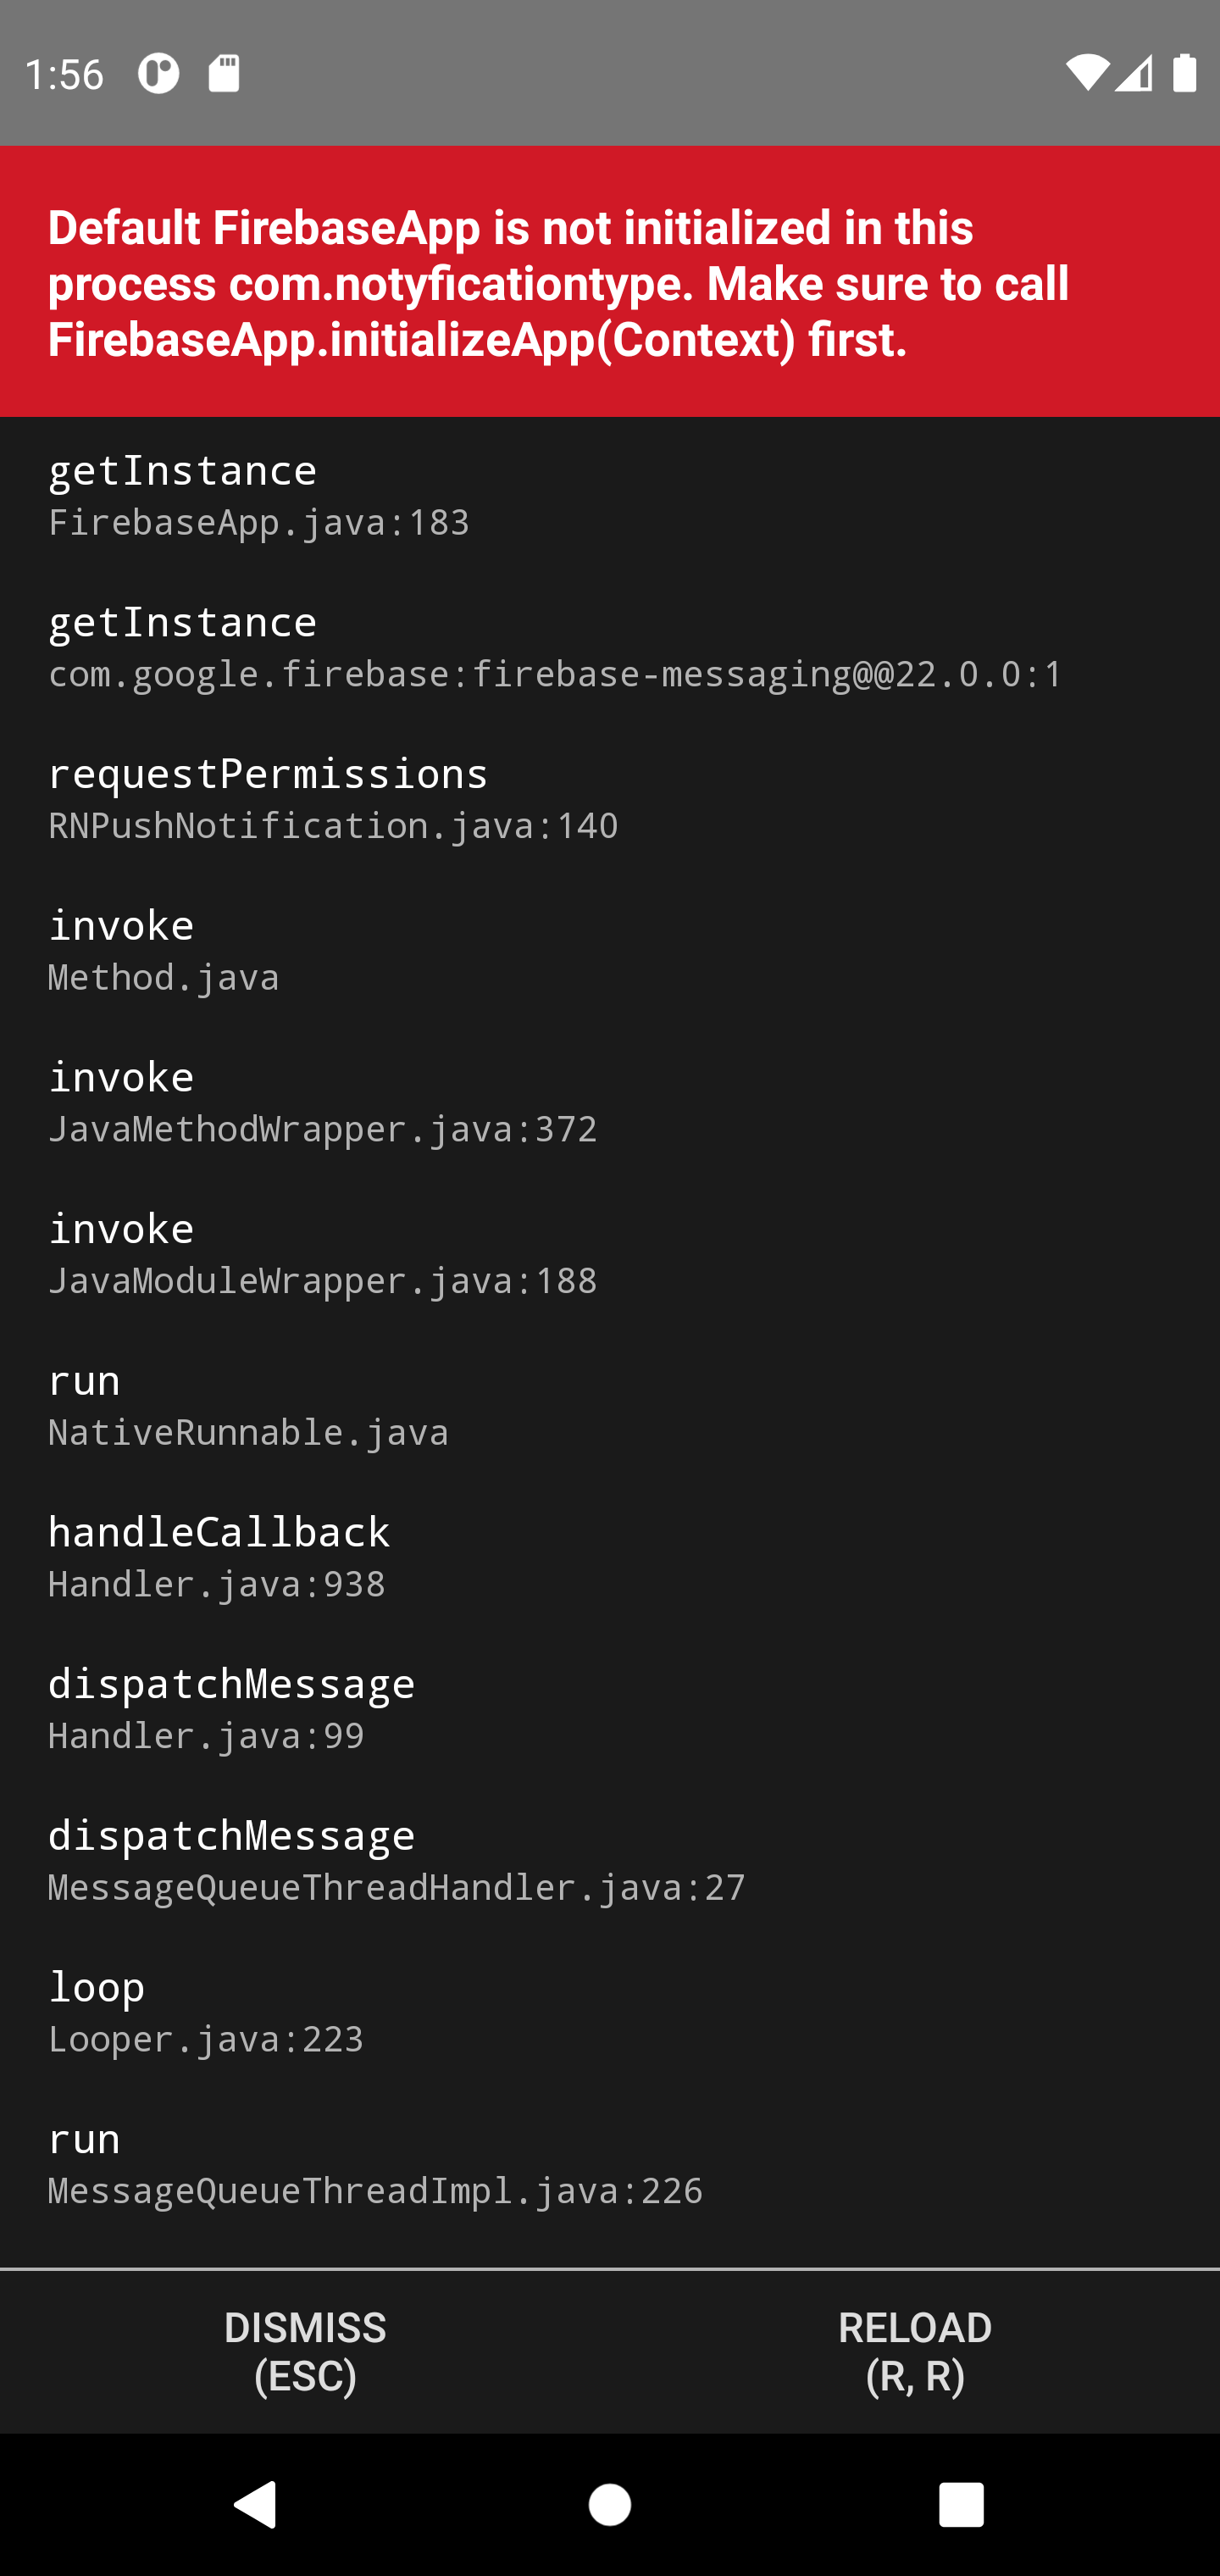 1:56
Default FirebaseApp is not initialized in this
process com.notyficationtype. Make sure to call
FirebaseApp.initializeApp(Context) first.
getInstance
FirebaseApp.java:183
getInstance
com.google.firebase:firebase-messaging@@22.0.0:1
requestPermissions
RNPushNotification.java:140
invoke
Method.java
invoke
JavaMethodWrapper.java:372
invoke
JavaModuleWrapper.java:188
run
NativeRunnable.java
handleCallback
Handler.java:938
dispatchMessage
Handler.java:99
dispatchMessage
MessageQueueThreadHandler.java:27
loop
Looper.java:223
run
MessageQueueThreadImpl.java:226
DISMISS
(ESC)
RELOAD
(R, R)